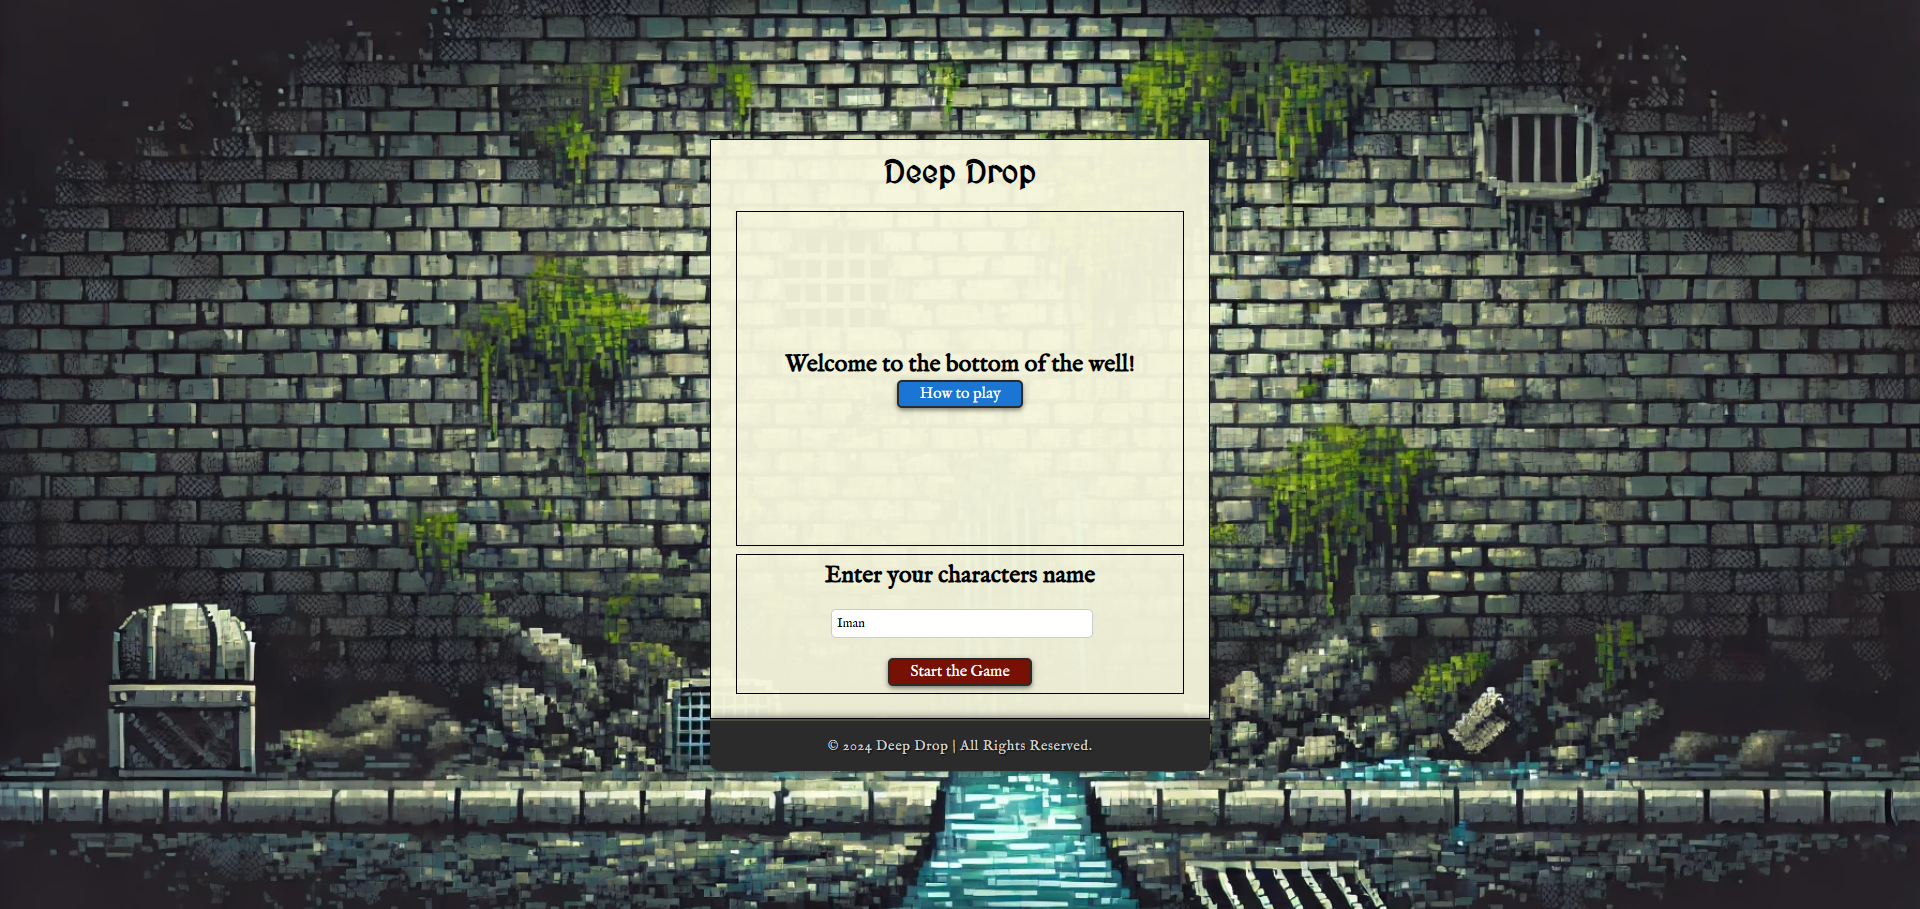 Deep Drop
Welcome to the bottom of the well!
How to play
Enter your characters name
Iman
Start the Game
© 2024 Deep Drop | All Rights Reserved.